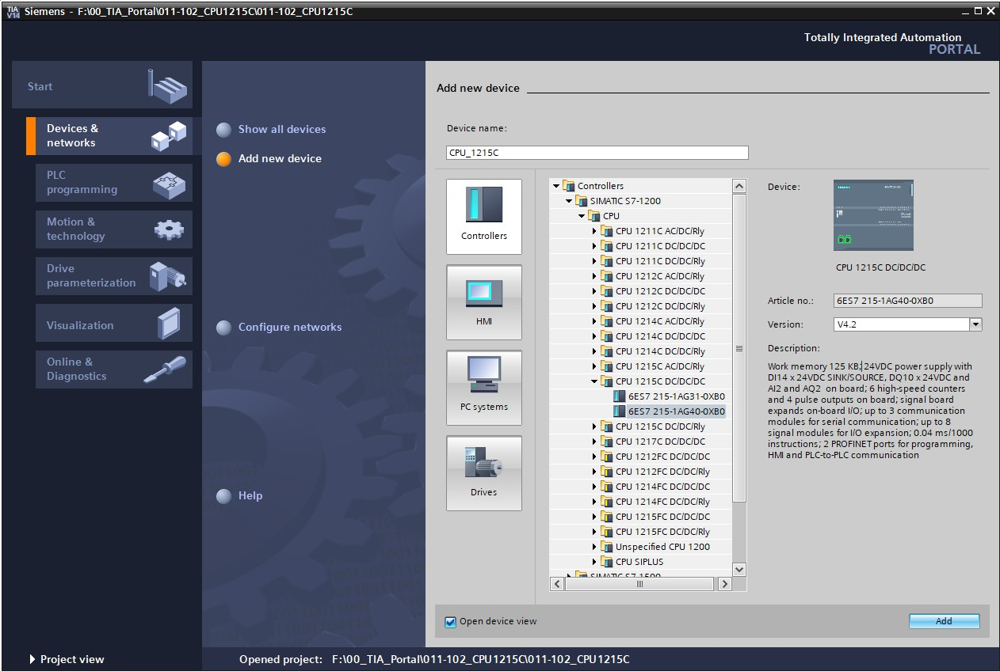 TIA V14 Siemens - F:\00_TIA_Portal\011-102_CPU1215C\011-102_CPU1215C
Totally Integrated Automation
PORTAL
Start
Devices &
networks
PLC
programming
Motion &
technology
Drive
parameterization
Visualization
Online &
Diagnostics
Show all devices
Add new device
Configure networks
Help
Add new device
Device name:
CPU_1215C
Controllers
HMI
PC systems
Drives
Controllers
SIMATIC S7-1200
CPU
CPU 1211C AC/DC/Rly
CPU 1211C DC/DC/DC
CPU 1211C DC/DC/Rly
CPU 1212C AC/DC/Rly
CPU 1212C DC/DC/DC
CPU 1212C DC/DC/Rly
CPU 1214C AC/DC/Rly
CPU 1214C DC/DC/DC
CPU 1214C DC/DC/Rly
CPU 1215C AC/DC/Rly
CPU 1215C DC/DC/DC
6ES7 215-1AG31-0XB0
6ES7 215-1AG40-0XB0
CPU 1215C DC/DC/Rly
CPU 1217C DC/DC/DC
CPU 1212FC DC/DC/DC
CPU 1212FC DC/DC/Rly
CPU 1214FC DC/DC/DC
CPU 1214FC DC/DC/Rly
CPU 1215FC DC/DC/DC
CPU 1215FC DC/DC/Rly
Unspecified CPU 1200
CPU SIPLUS
SIMATIC S7-1500
Device:
CPU 1215C DC/DC/DC
Article no.:
6ES7 215-1AG40-0XB0
Version:
V4.2
Description:
Work memory 125 KB; 24VDC power supply with
DI14 x 24VDC SINK/SOURCE, DQ10 x 24VDC and
AI2 and AQ2 on board; 6 high-speed counters
and 4 pulse outputs on board; signal board
expands on-board I/O; up to 3 communication
modules for serial communication; up to 8
signal modules for I/O expansion; 0.04 ms/1000
instructions; 2 PROFINET ports for programming,
HMI and PLC-to-PLC communication
Open device view
Add
Project view
Opened project: F:\00_TIA_Portal\011-102_CPU1215C\011-102_CPU1215C